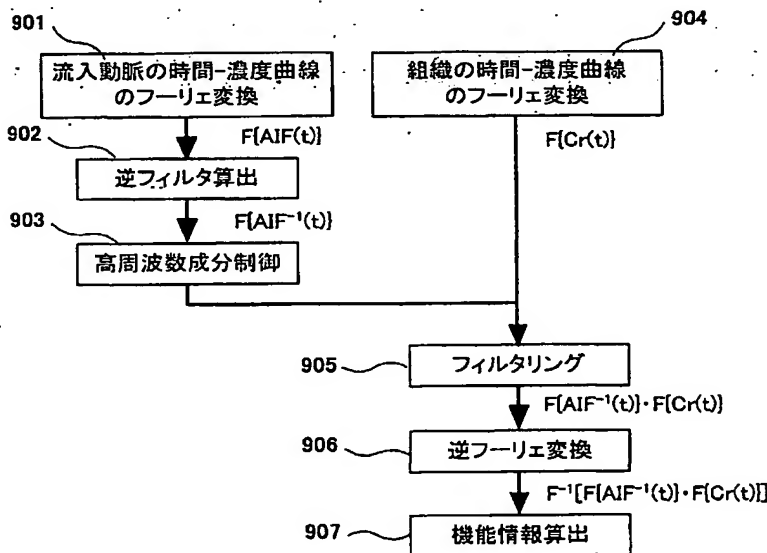 901
流入動脈の時間-濃度曲線
のフーリェ変換
904
組織の時間-濃度曲線
のフーリェ変換
F{AIF(t)}
F{Cr(t)}
902
逆フィルタ算出
F{AIF⁻¹(t)}
903
高周波数成分制御
905
フィルタリング
F{AIF⁻¹(t)}・F{Cr(t)}
906
逆フーリェ変換
F⁻¹[F{AIF⁻¹(t)}・F{Cr(t)}]
907
機能情報算出